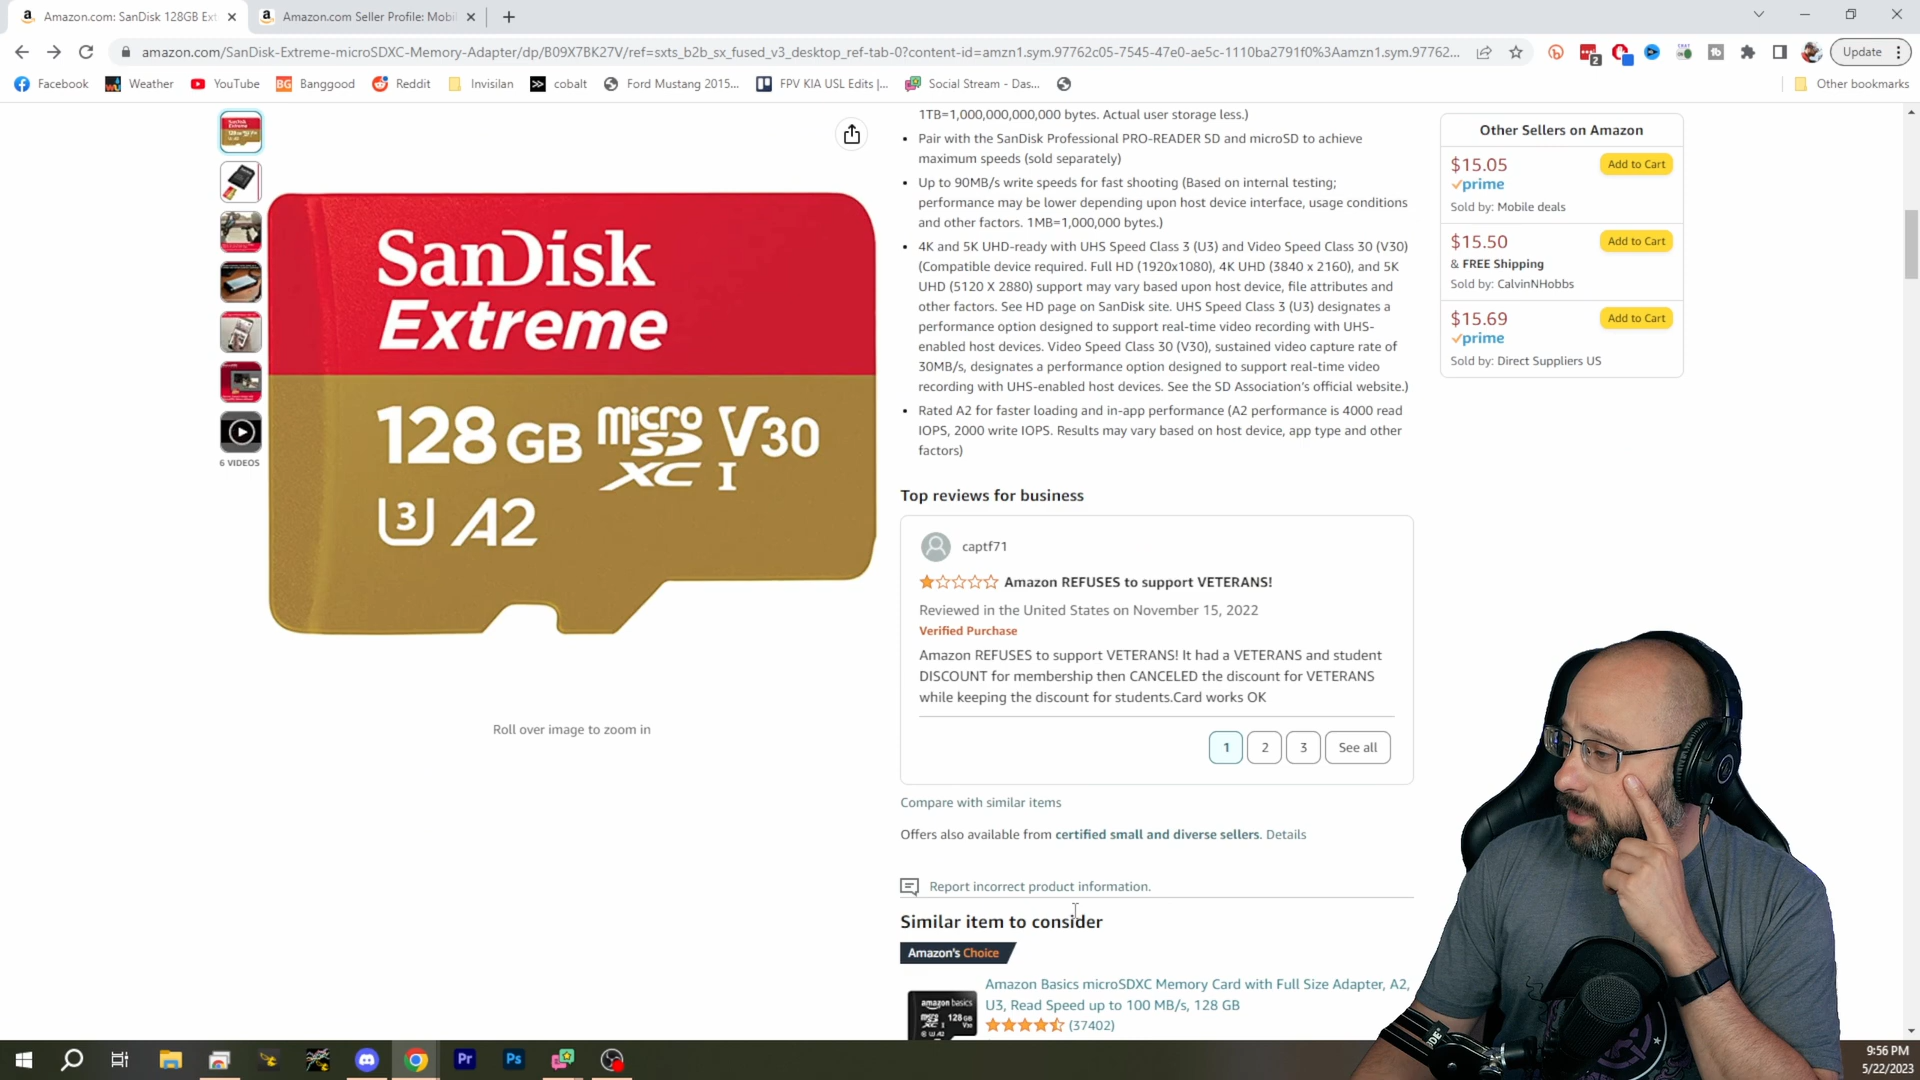 Amazon.com: SanDisk 128GB Ext
Amazon.com Seller Profile: Mobil
amazon.com/SanDisk-Extreme-microSDXC-Memory-Adapter/dp/B09X7BK27V/ref=sxts_b2b_sx_fused_v3_desktop_ref-tab-0?content-id=amzn1.sym.97762c05-7545-47e0-ae5c-1110ba2791f0%3Aamzn1.sym.97762...
Update
Facebook
Weather
YouTube
BG Banggood
Reddit
Invisilan
cobalt
Ford Mustang 2015...
FPV KIA USL Edits |...
Social Stream - Das...
Other bookmarks
6 VIDEOS
SanDisk
Extreme
128GB micro SD XC I V30
U3 A2
Roll over image to zoom in
1TB=1,000,000,000,000 bytes. Actual user storage less.)
• Pair with the SanDisk Professional PRO-READER SD and microSD to achieve
maximum speeds (sold separately)
• Up to 90MB/s write speeds for fast shooting (Based on internal testing;
performance may be lower depending upon host device interface, usage conditions
and other factors. 1MB=1,000,000 bytes.)
• 4K and 5K UHD-ready with UHS Speed Class 3 (U3) and Video Speed Class 30 (V30)
(Compatible device required. Full HD (1920x1080), 4K UHD (3840 x 2160), and 5K
UHD (5120 X 2880) support may vary based upon host device, file attributes and
other factors. See HD page on SanDisk site. UHS Speed Class 3 (U3) designates a
performance option designed to support real-time video recording with UHS-
enabled host devices. Video Speed Class 30 (V30), sustained video capture rate of
30MB/s, designates a performance option designed to support real-time video
recording with UHS-enabled host devices. See the SD Association's official website.)
• Rated A2 for faster loading and in-app performance (A2 performance is 4000 read
IOPS, 2000 write IOPS. Results may vary based on host device, app type and other
factors)
Top reviews for business
captf71
Amazon REFUSES to support VETERANS!
Reviewed in the United States on November 15, 2022
Verified Purchase
Amazon REFUSES to support VETERANS! It had a VETERANS and student
DISCOUNT for membership then CANCELED the discount for VETERANS
while keeping the discount for students.Card works OK
1 2 3 See all
Compare with similar items
Offers also available from certified small and diverse sellers. Details
Report incorrect product information.
Similar item to consider
Amazon's Choice
amazon basics
128GB
Amazon Basics microSDXC Memory Card with Full Size Adapter, A2,
U3, Read Speed up to 100 MB/s, 128 GB
(37402)
Other Sellers on Amazon
$15.05
Add to Cart
prime
Sold by: Mobile deals
$15.50
Add to Cart
& FREE Shipping
Sold by: CalvinNHobbs
$15.69
Add to Cart
prime
Sold by: Direct Suppliers US
Pr
Ps
9:56 PM
5/22/2023